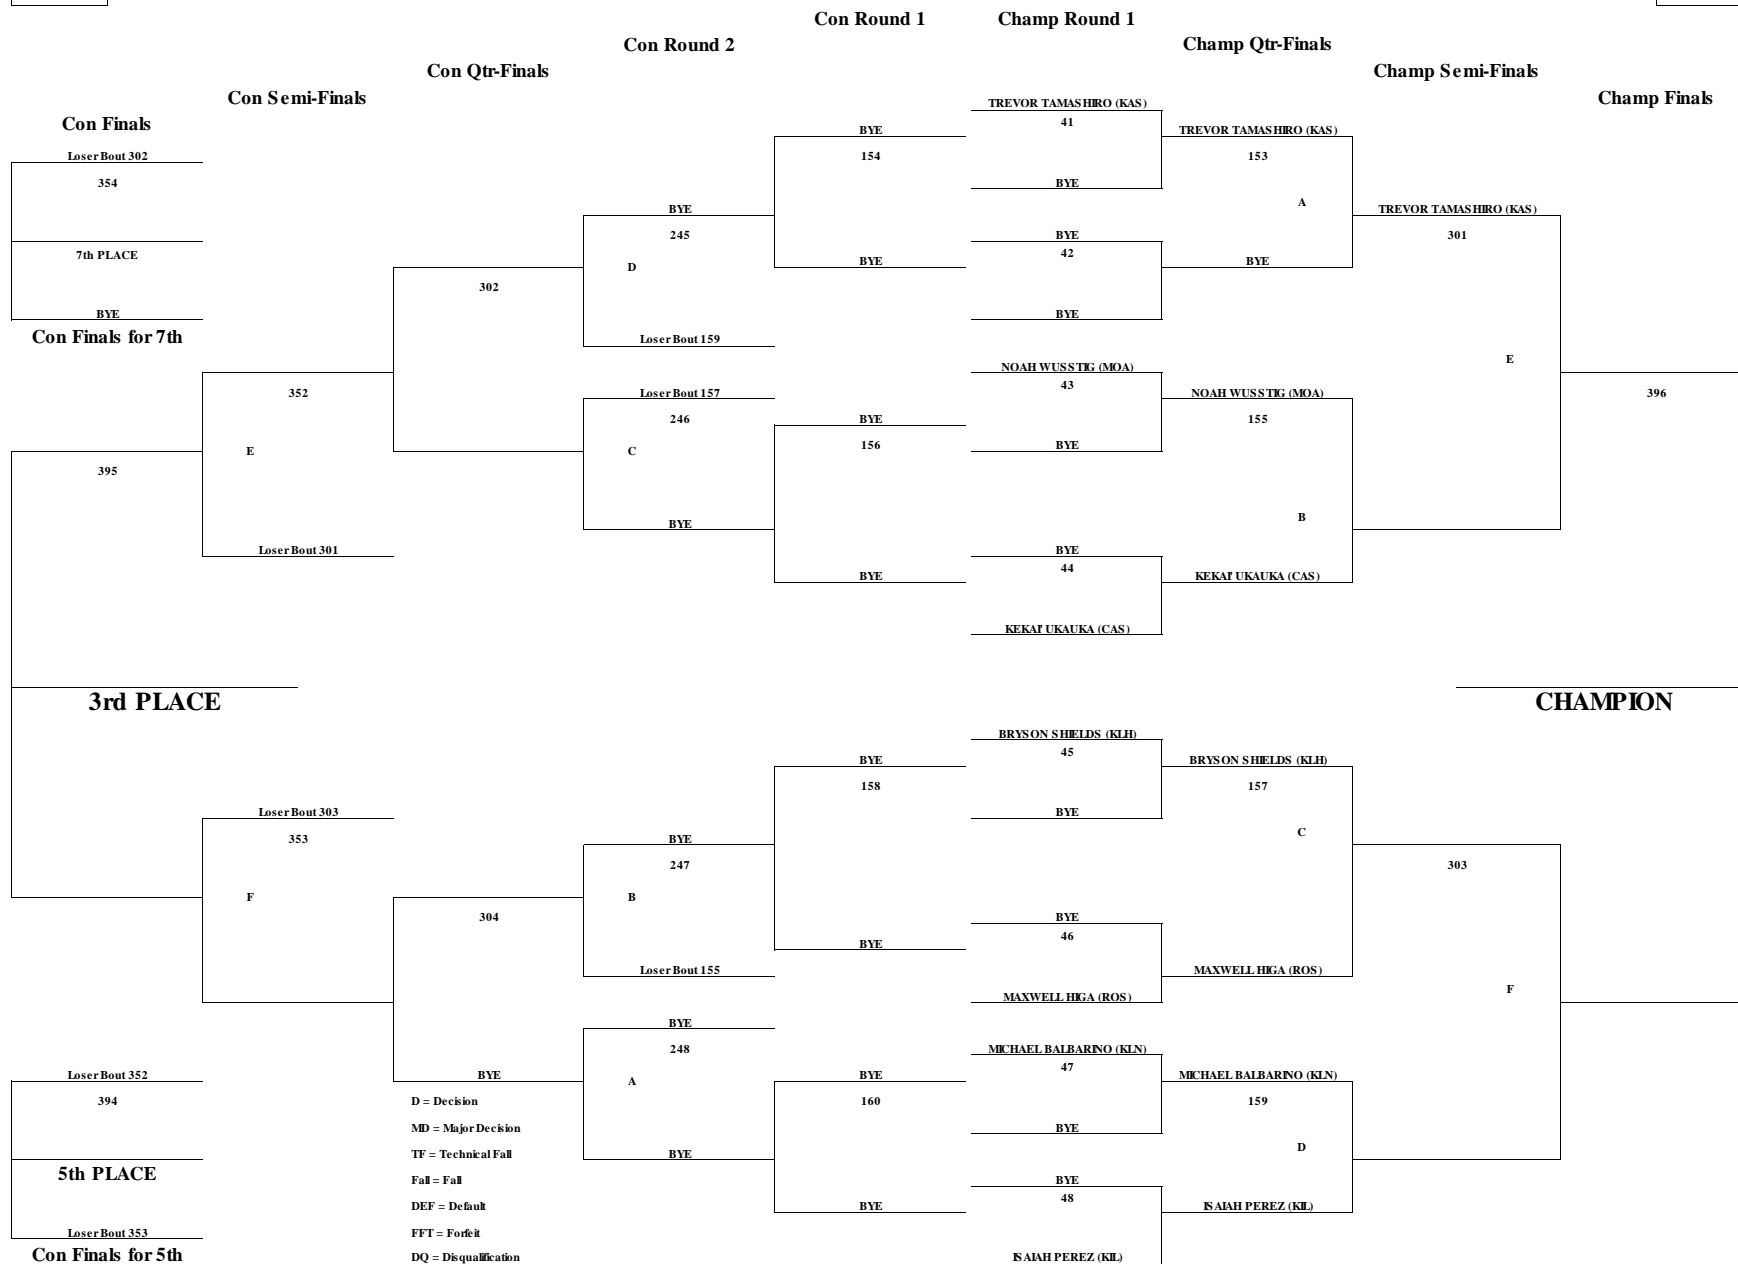 Con Round 1
Champ Round 1
Con Round 2
Champ Qtr-Finals
Con Qtr-Finals
Champ Semi-Finals
Con Semi-Finals
Champ Finals
Con Finals
TREVOR TAMASHIRO (KAS)
41
BYE
TREVOR TAMASHIRO (KAS)
Loser Bout 302
154
153
354
BYE
A
BYE
TREVOR TAMASHIRO (KAS)
245
BYE
301
7th PLACE
42
D
BYE
BYE
302
BYE
BYE
Con Finals for 7th
Loser Bout 159
E
NOAH WUSSTIG (MOA)
43
352
Loser Bout 157
NOAH WUSSTIG (MOA)
396
246
BYE
155
E
C
156
BYE
395
B
BYE
Loser Bout 301
BYE
44
BYE
KEKAI' UKAUKA (CAS)
KEKAI' UKAUKA (CAS)
3rd PLACE
CHAMPION
BRYSON SHIELDS (KLH)
45
BYE
BRYSON SHIELDS (KLH)
158
157
Loser Bout 303
BYE
353
BYE
C
247
303
F
B
304
BYE
46
BYE
Loser Bout 155
MAXWELL HIGA (ROS)
F
MAXWELL HIGA (ROS)
BYE
248
MICHAEL BALBARINO (KLN)
47
Loser Bout 352
BYE
A
BYE
MICHAEL BALBARINO (KLN)
394
D = Decision
160
159
MD = Major Decision
BYE
TF = Technical Fall
BYE
D
5th PLACE
Fall = Fall
BYE
48
DEF = Default
BYE
ISAIAH PEREZ (KIL)
Loser Bout 353
FFT = Forfeit
Con Finals for 5th
DQ = Disqualification
ISAIAH PEREZ (KIL)